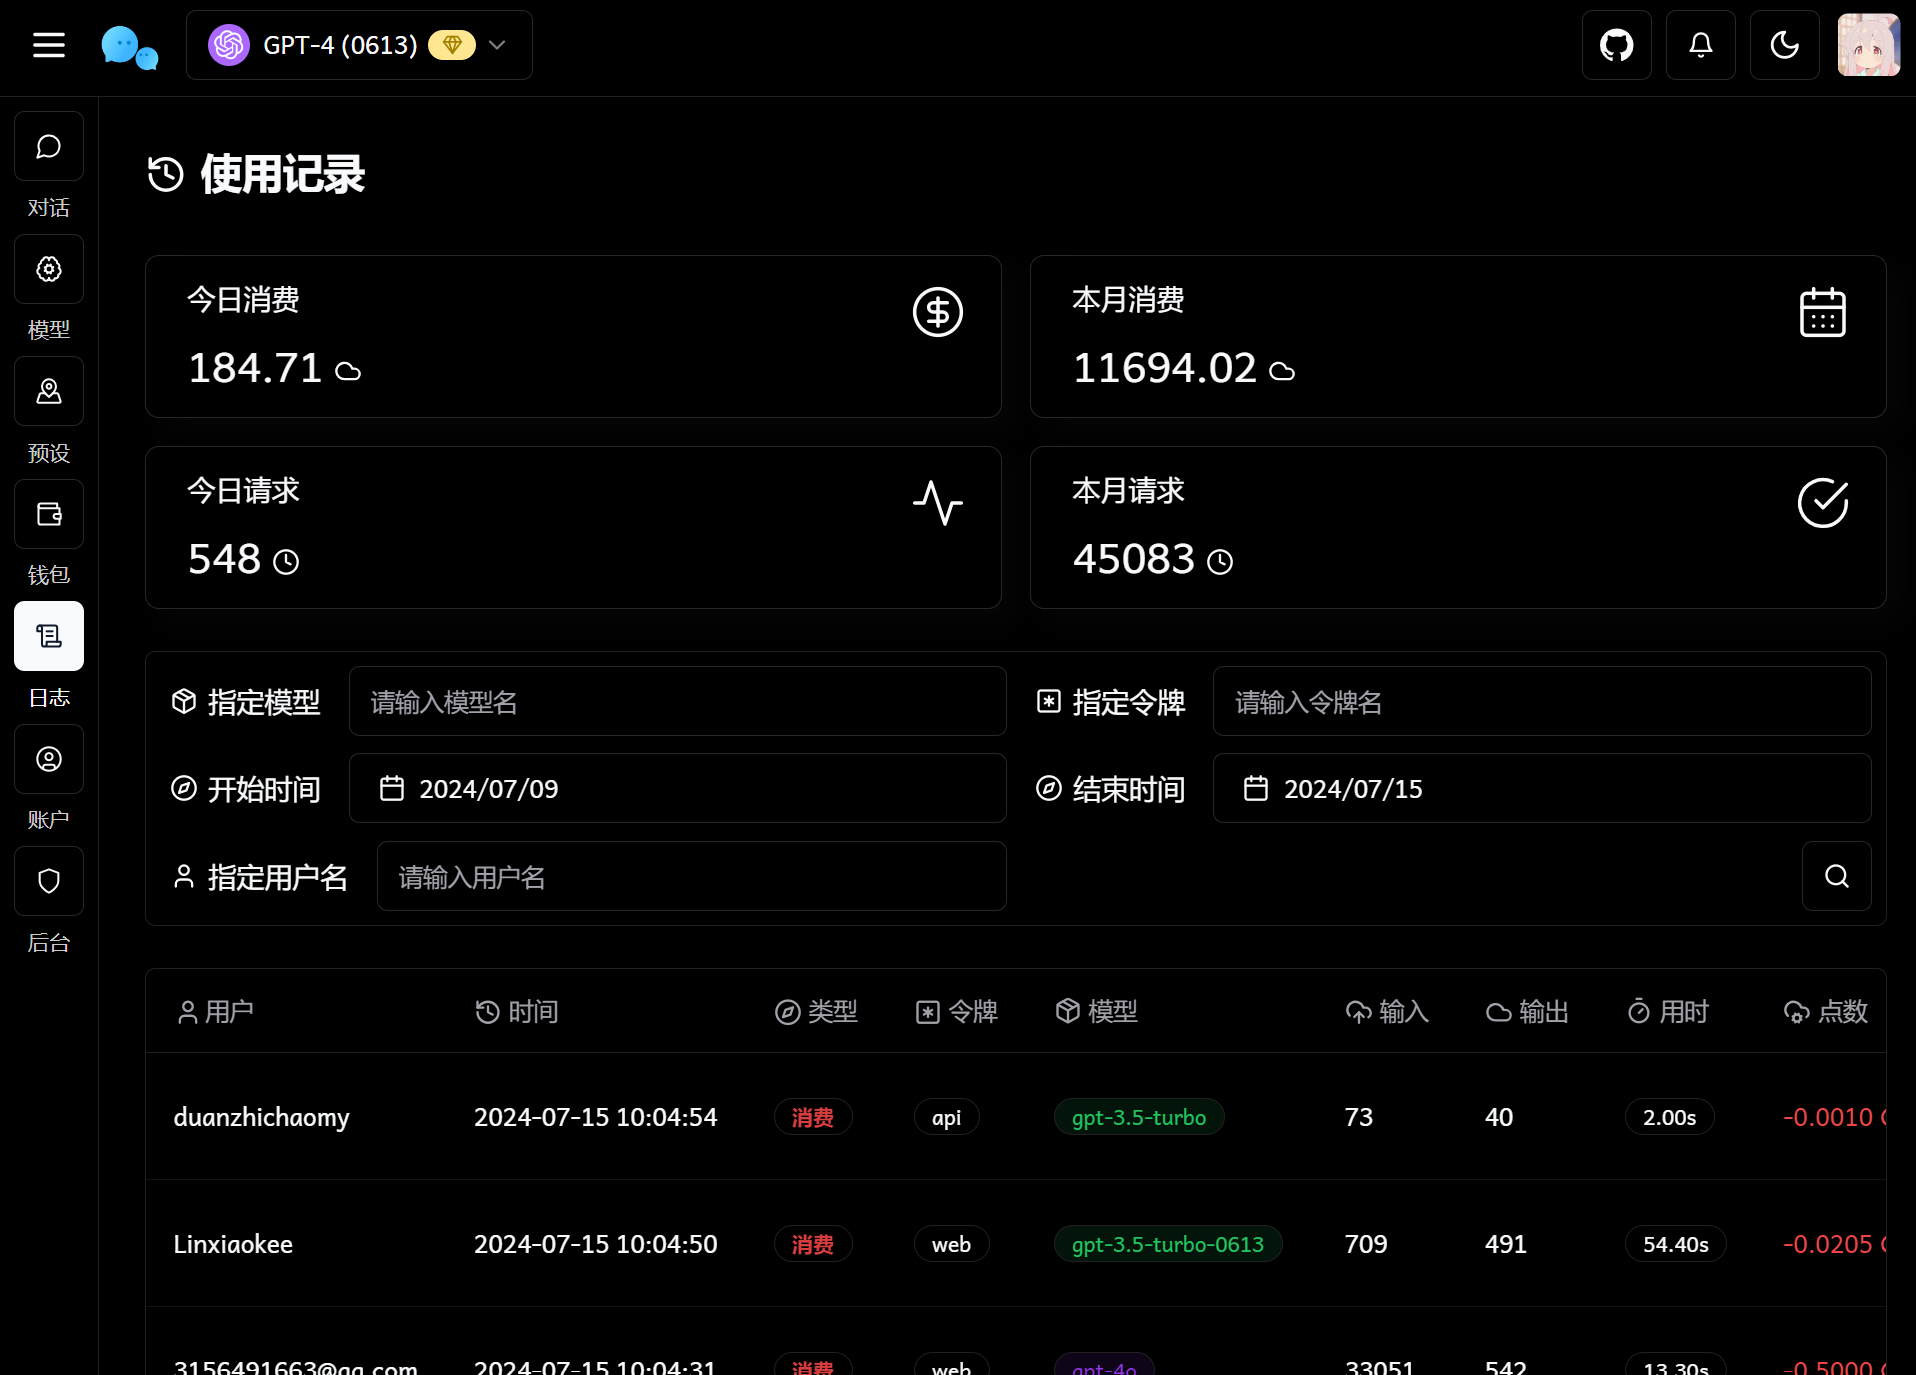 GPT-4 (0613)
对话
模型
预设
钱包
日志
账户
后台
使用记录
今日消费
184.71
本月消费
11694.02
今日请求
548
本月请求
45083
指定模型 请输入模型名 指定令牌 请输入令牌名
开始时间 2024/07/09 结束时间 2024/07/15
指定用户名 请输入用户名
用户 时间 类型 令牌 模型 输入 输出 用时 点数
duanzhichaomy 2024-07-15 10:04:54 消费 api gpt-3.5-turbo 73 40 2.00s -0.0010
Linxiaokee 2024-07-15 10:04:50 消费 web gpt-3.5-turbo-0613 709 491 54.40s -0.0205
3156491663@qq.com 2024-07-15 10:04:31 消费 web gpt-4o 33051 542 13.30s -0.5000